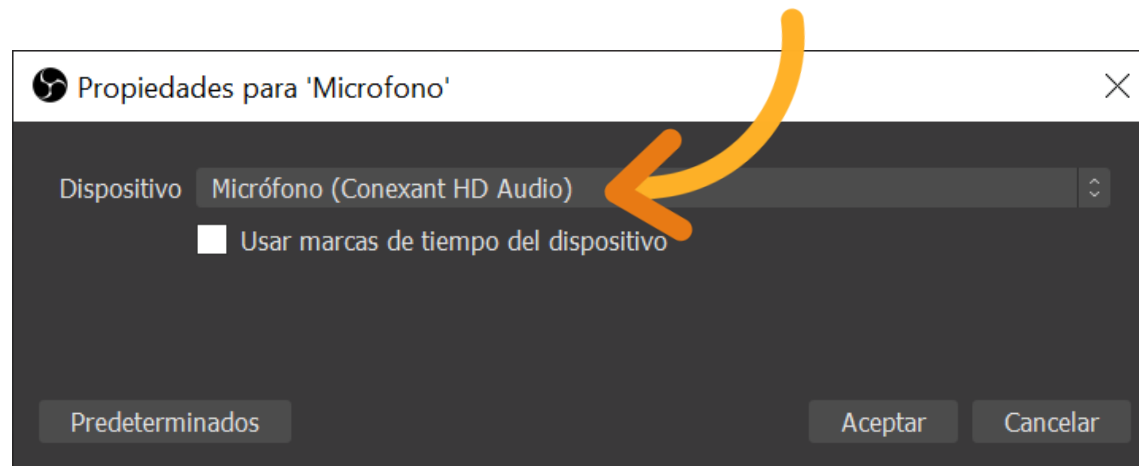 Propiedades para 'Microfono'
Dispositivo Micrófono (Conexant HD Audio)
Usar marcas de tiempo del dispositivo
Predeterminados Aceptar Cancelar